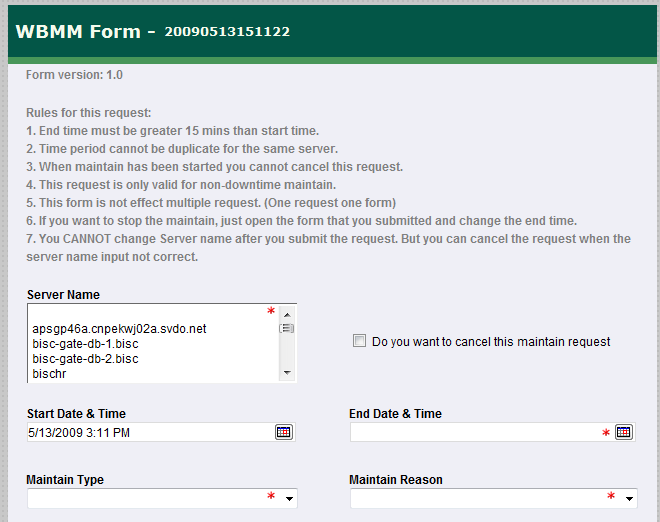 WBMM Form - 20090513151122
Form version: 1.0
Rules for this request:
1. End time must be greater 15 mins than start time.
2. Time period cannot be duplicate for the same server.
3. When maintain has been started you cannot cancel this request.
4. This request is only valid for non-downtime maintain.
5. This form is not effect multiple request. (One request one form)
6. If you want to stop the maintain, just open the form that you submitted and change the end time.
7. You CANNOT change Server name after you submit the request. But you can cancel the request when the
server name input not correct.
Server Name
*
apsgp46a.cnpekwj02a.svdo.net
bisc-gate-db-1.bisc
bisc-gate-db-2.bisc
bischr
Do you want to cancel this maintain request
Start Date & Time
End Date & Time
5/13/2009 3:11 PM
*
Maintain Type
Maintain Reason
*
*